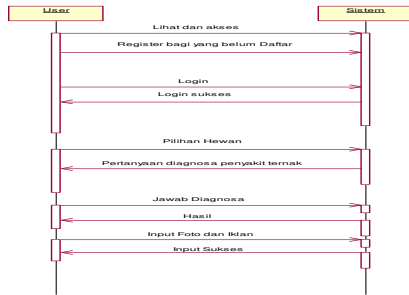 User
Sistem
Lihat dan akses
Register bagi yang belum Daftar
Login
Login sukses
Pilihan Hewan
Pertanyaan diagnosa penyakit ternak
Jawab Diagnosa
Hasil
Input Foto dan Iklan
Input Sukses